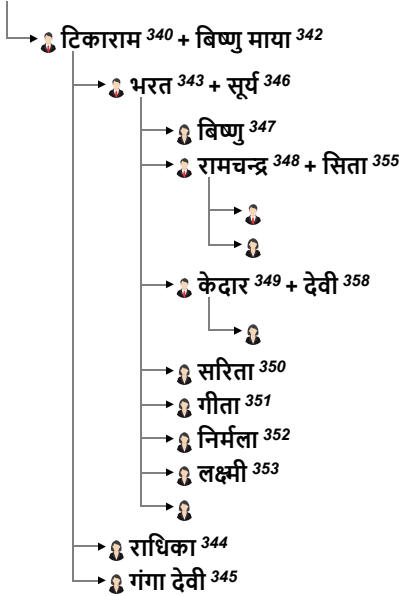 टिकाराम 340 + बिष्णु माया 342
भरत 343 + सूर्य 346
बिष्णु 347
रामचन्द्र 348 + सिता 355
केदार 349 + देवी 358
सरिता 350
गीता 351
निर्मला 352
लक्ष्मी 353
राधिका 344
गंगा देवी 345